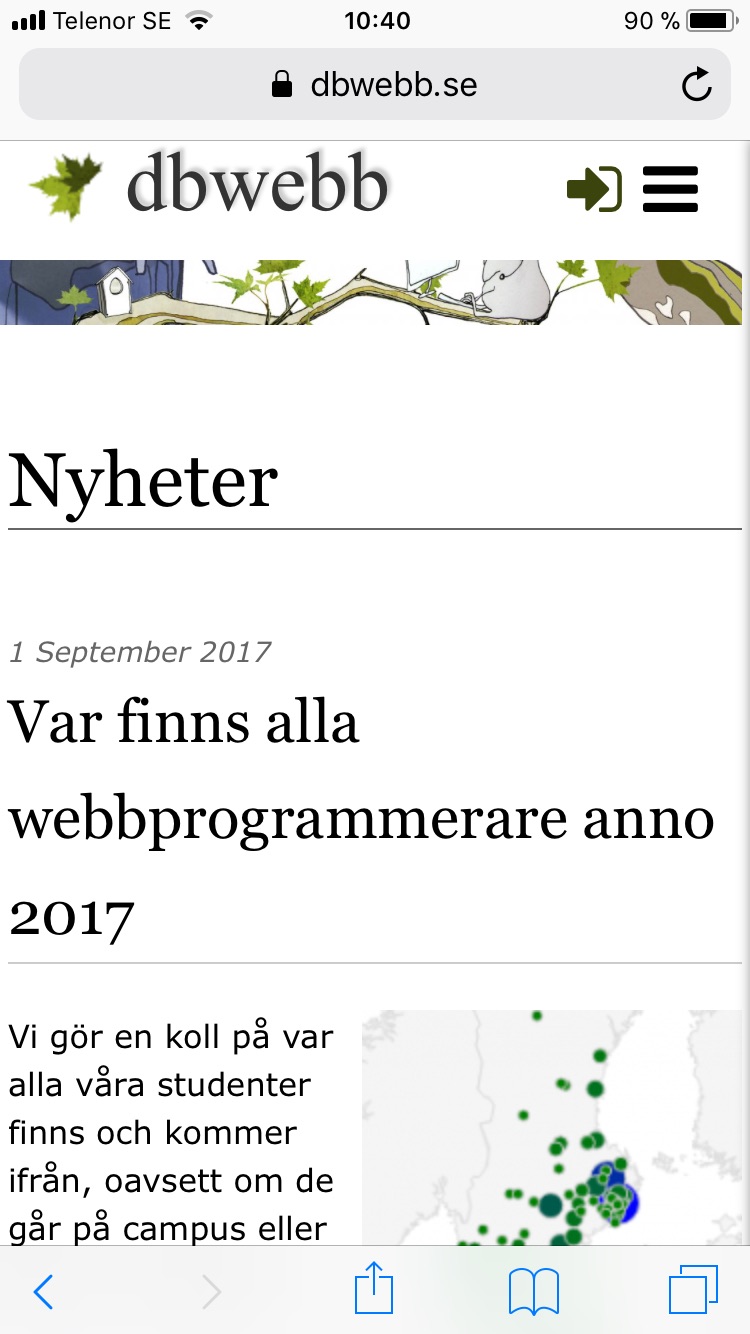 Telenor SE 10:40 90 %
dbwebb.se
dbwebb
Nyheter
1 September 2017
Var finns alla
webbprogrammerare anno
2017
Vi gör en koll på var
alla våra studenter
finns och kommer
ifrån, oavsett om de
går på campus eller